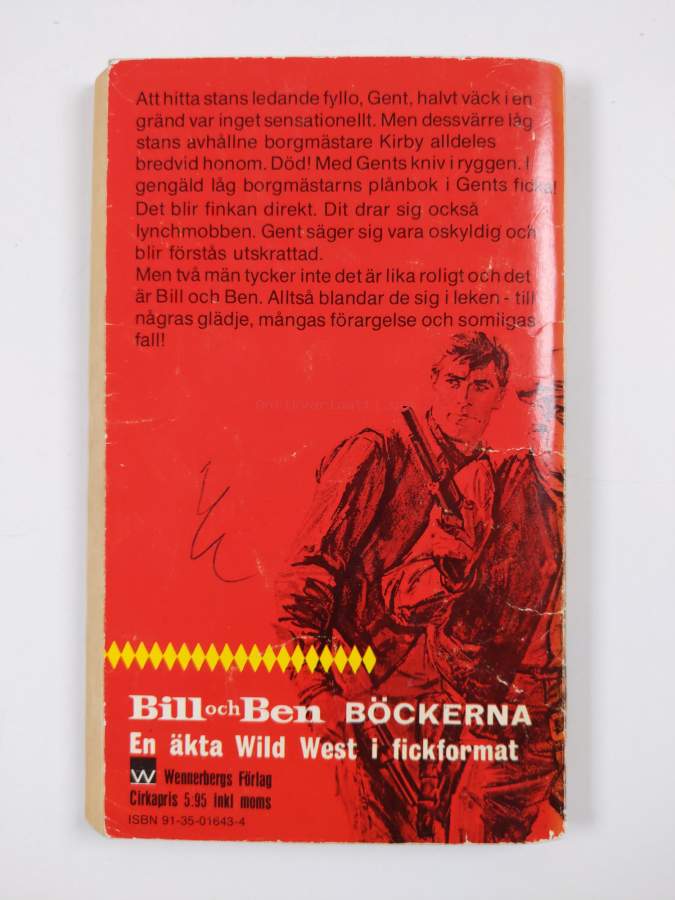 Att hitta stans ledande fyllo, Gent, halvt väck i en
gränd var inget sensationellt. Men dessvärre låg
stans avhållne borgmästare Kirby alldeles
bredvid honom. Död! Med Gents kniv i ryggen. I
gengäld låg borgmästarns plånbok i Gents ficka!
Det blir finkan direkt. Dit drar sig också
lynchmobben. Gent säger sig vara oskyldig och
blir förstås utskrattad.
Men två män tycker inte det är lika roligt och det
är Bill och Ben. Alltså blandar de sig i leken - till
några​s glädje, mångas förargelse och somligas
fall!
Bill och Ben BÖCKERNA
En äkta Wild West i fickformat
W Wennerbergs Förlag
Cirkapris 5:95 inkl moms
ISBN 91-35-01643-4